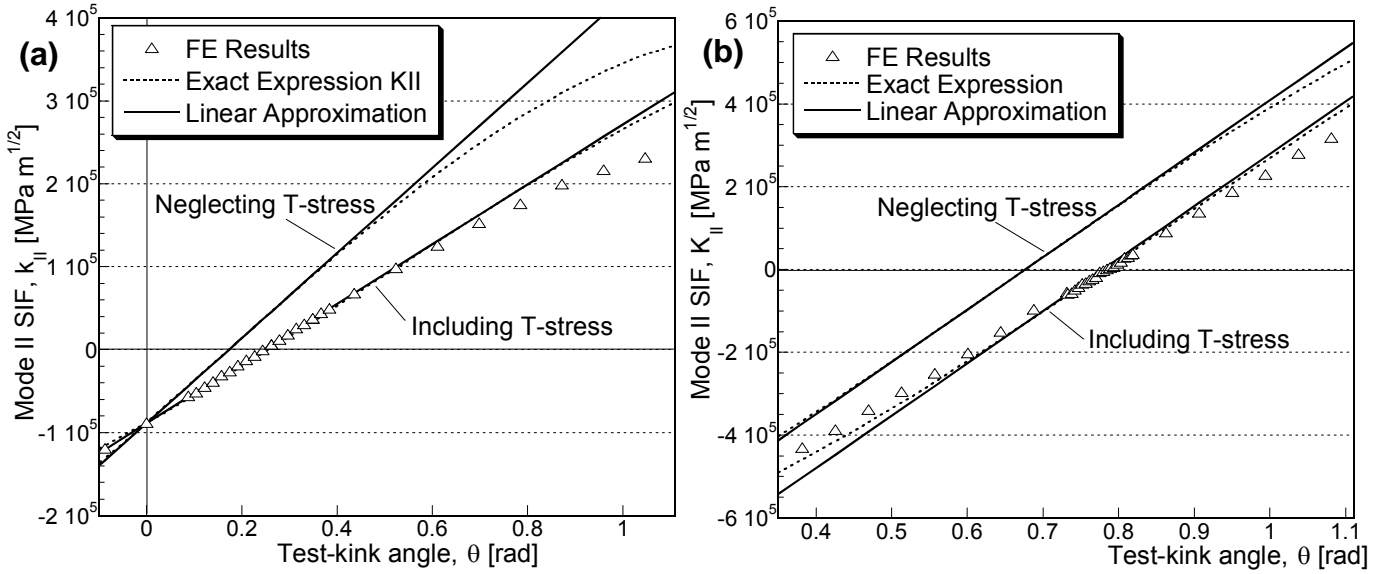 (a)
4 10⁵
3 10⁵
2 10⁵
1 10⁵
0
-1 10⁵
-2 10⁵
Mode II SIF, k_II [MPa m^1/2]
FE Results
Exact Expression KII
Linear Approximation
Neglecting T-stress
Including T-stress
0 0.2 0.4 0.6 0.8 1
Test-kink angle, θ [rad]
(b)
6 10⁵
4 10⁵
2 10⁵
0
-2 10⁵
-4 10⁵
-6 10⁵
Mode II SIF, K_II [MPa m^1/2]
FE Results
Exact Expression
Linear Approximation
Neglecting T-stress
Including T-stress
0.4 0.5 0.6 0.7 0.8 0.9 1 1.1
Test-kink angle, θ [rad]